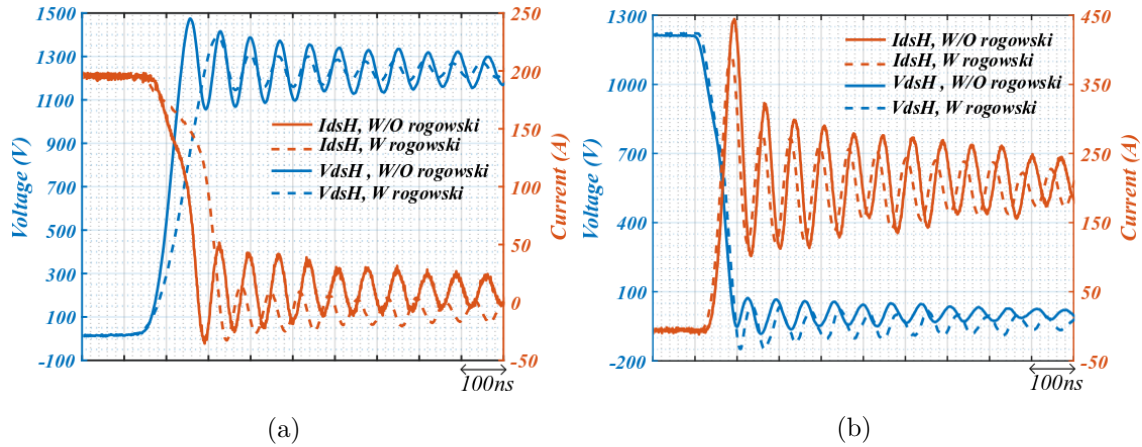 1500
1300
1100
900
700
500
300
100
-100
Voltage (V)
250
200
150
100
50
0
-50
Current (A)
IdsH, W/O rogowski
IdsH, W rogowski
VdsH , W/O rogowski
VdsH, W rogowski
100ns
(a)
1300
1000
700
400
100
-200
Voltage (V)
450
350
250
150
50
-50
Current (A)
IdsH, W/O rogowski
IdsH, W rogowski
VdsH, W/O rogowski
VdsH, W rogowski
100ns
(b)